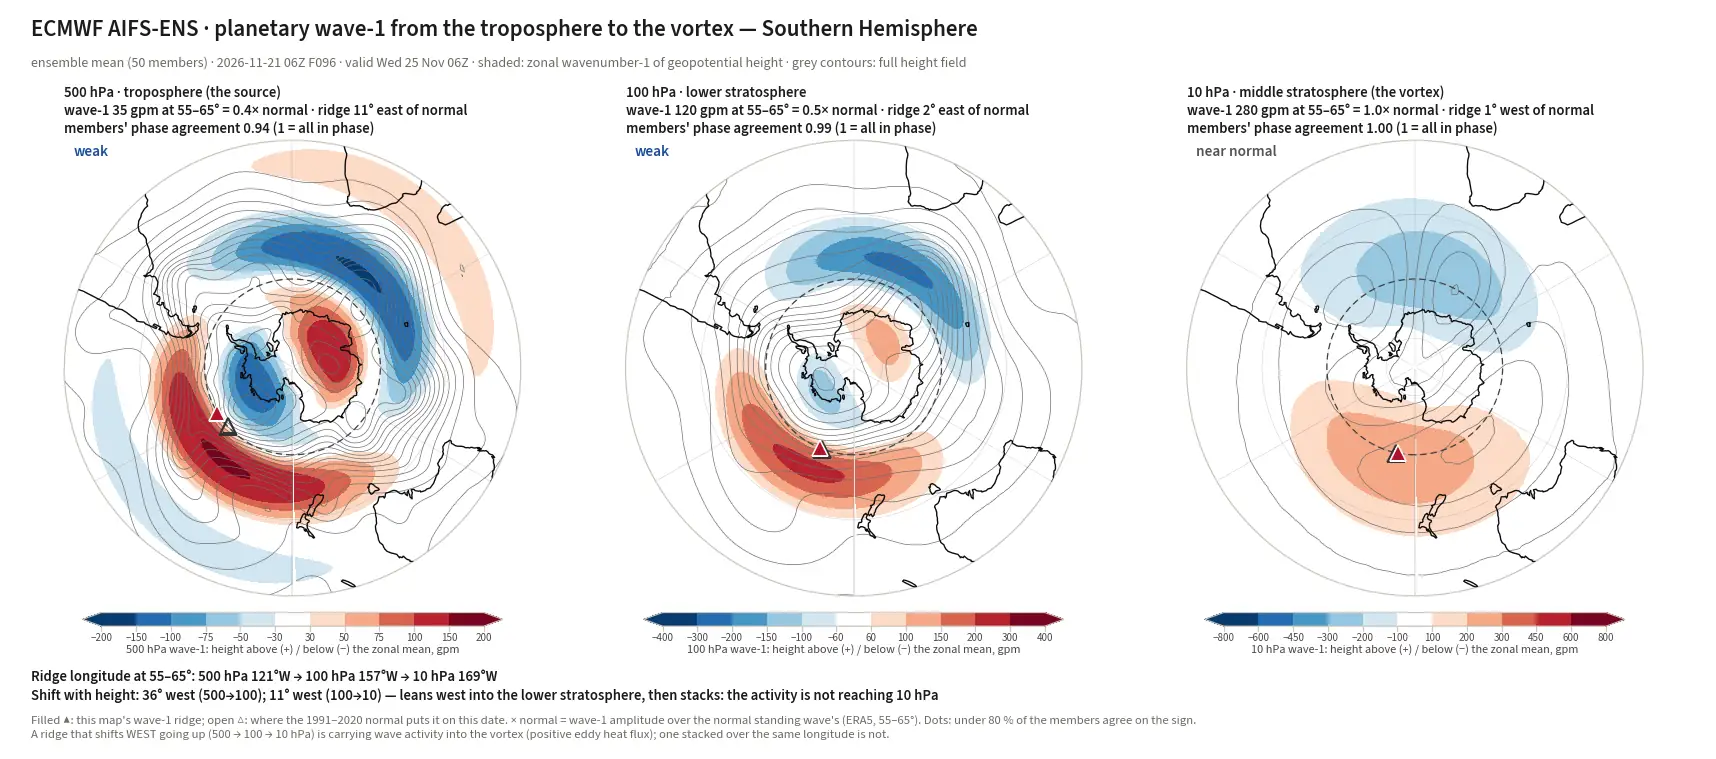 ECMWF AIFS-ENS · planetary wave-1 from the troposphere to the vortex — Southern Hemisphere
ensemble mean (50 members) · 2026-11-21 06Z F096 · valid Wed 25 Nov 06Z · shaded: zonal wavenumber-1 of geopotential height · grey contours: full height field
500 hPa · troposphere (the source)
wave-1 35 gpm at 55–65° = 0.4× normal · ridge 11° east of normal
members' phase agreement 0.94 (1 = all in phase)
weak
100 hPa · lower stratosphere
wave-1 120 gpm at 55–65° = 0.5× normal · ridge 2° east of normal
members' phase agreement 0.99 (1 = all in phase)
weak
10 hPa · middle stratosphere (the vortex)
wave-1 280 gpm at 55–65° = 1.0× normal · ridge 1° west of normal
members' phase agreement 1.00 (1 = all in phase)
near normal
−200 −150 −100 −75 −50 −30 30 50 75 100 150 200
500 hPa wave-1: height above (+) / below (−) the zonal mean, gpm
−400 −300 −200 −150 −100 −60 60 100 150 200 300 400
100 hPa wave-1: height above (+) / below (−) the zonal mean, gpm
−800 −600 −450 −300 −200 −100 100 200 300 450 600 800
10 hPa wave-1: height above (+) / below (−) the zonal mean, gpm
Ridge longitude at 55–65°: 500 hPa 121°W → 100 hPa 157°W → 10 hPa 169°W
Shift with height: 36° west (500→100); 11° west (100→10) — leans west into the lower stratosphere, then stacks: the activity is not reaching 10 hPa
Filled ▲: this map's wave-1 ridge; open △: where the 1991–2020 normal puts it on this date. × normal = wave-1 amplitude over the normal standing wave's (ERA5, 55–65°). Dots: under 80 % of the members agree on the sign.
A ridge that shifts WEST going up (500 → 100 → 10 hPa) is carrying wave activity into the vortex (positive eddy heat flux); one stacked over the same longitude is not.